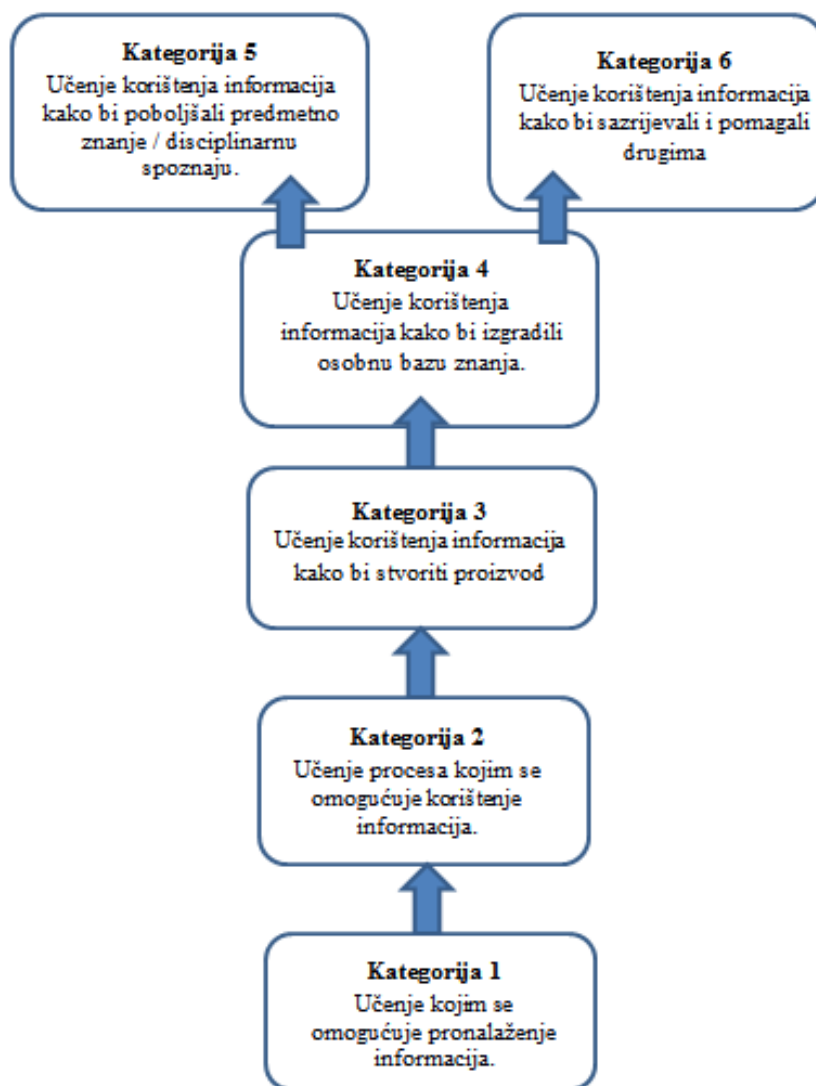 Kategorija 5
Učenje korištenja informacija
kako bi poboljšali predmetno
znanje / disciplinarnu
spoznaju.
Kategorija 6
Učenje korištenja informacija
kako bi sazrijevali i pomagali
drugima
Kategorija 4
Učenje korištenja
informacija kako bi izgradili
osobnu bazu znanja.
Kategorija 3
Učenje korištenja informacija
kako bi stvoriti proizvod
Kategorija 2
Učenje procesa kojim se
omogućuje korištenje
informacija.
Kategorija 1
Učenje kojim se
omogućuje pronalaženje
informacija.